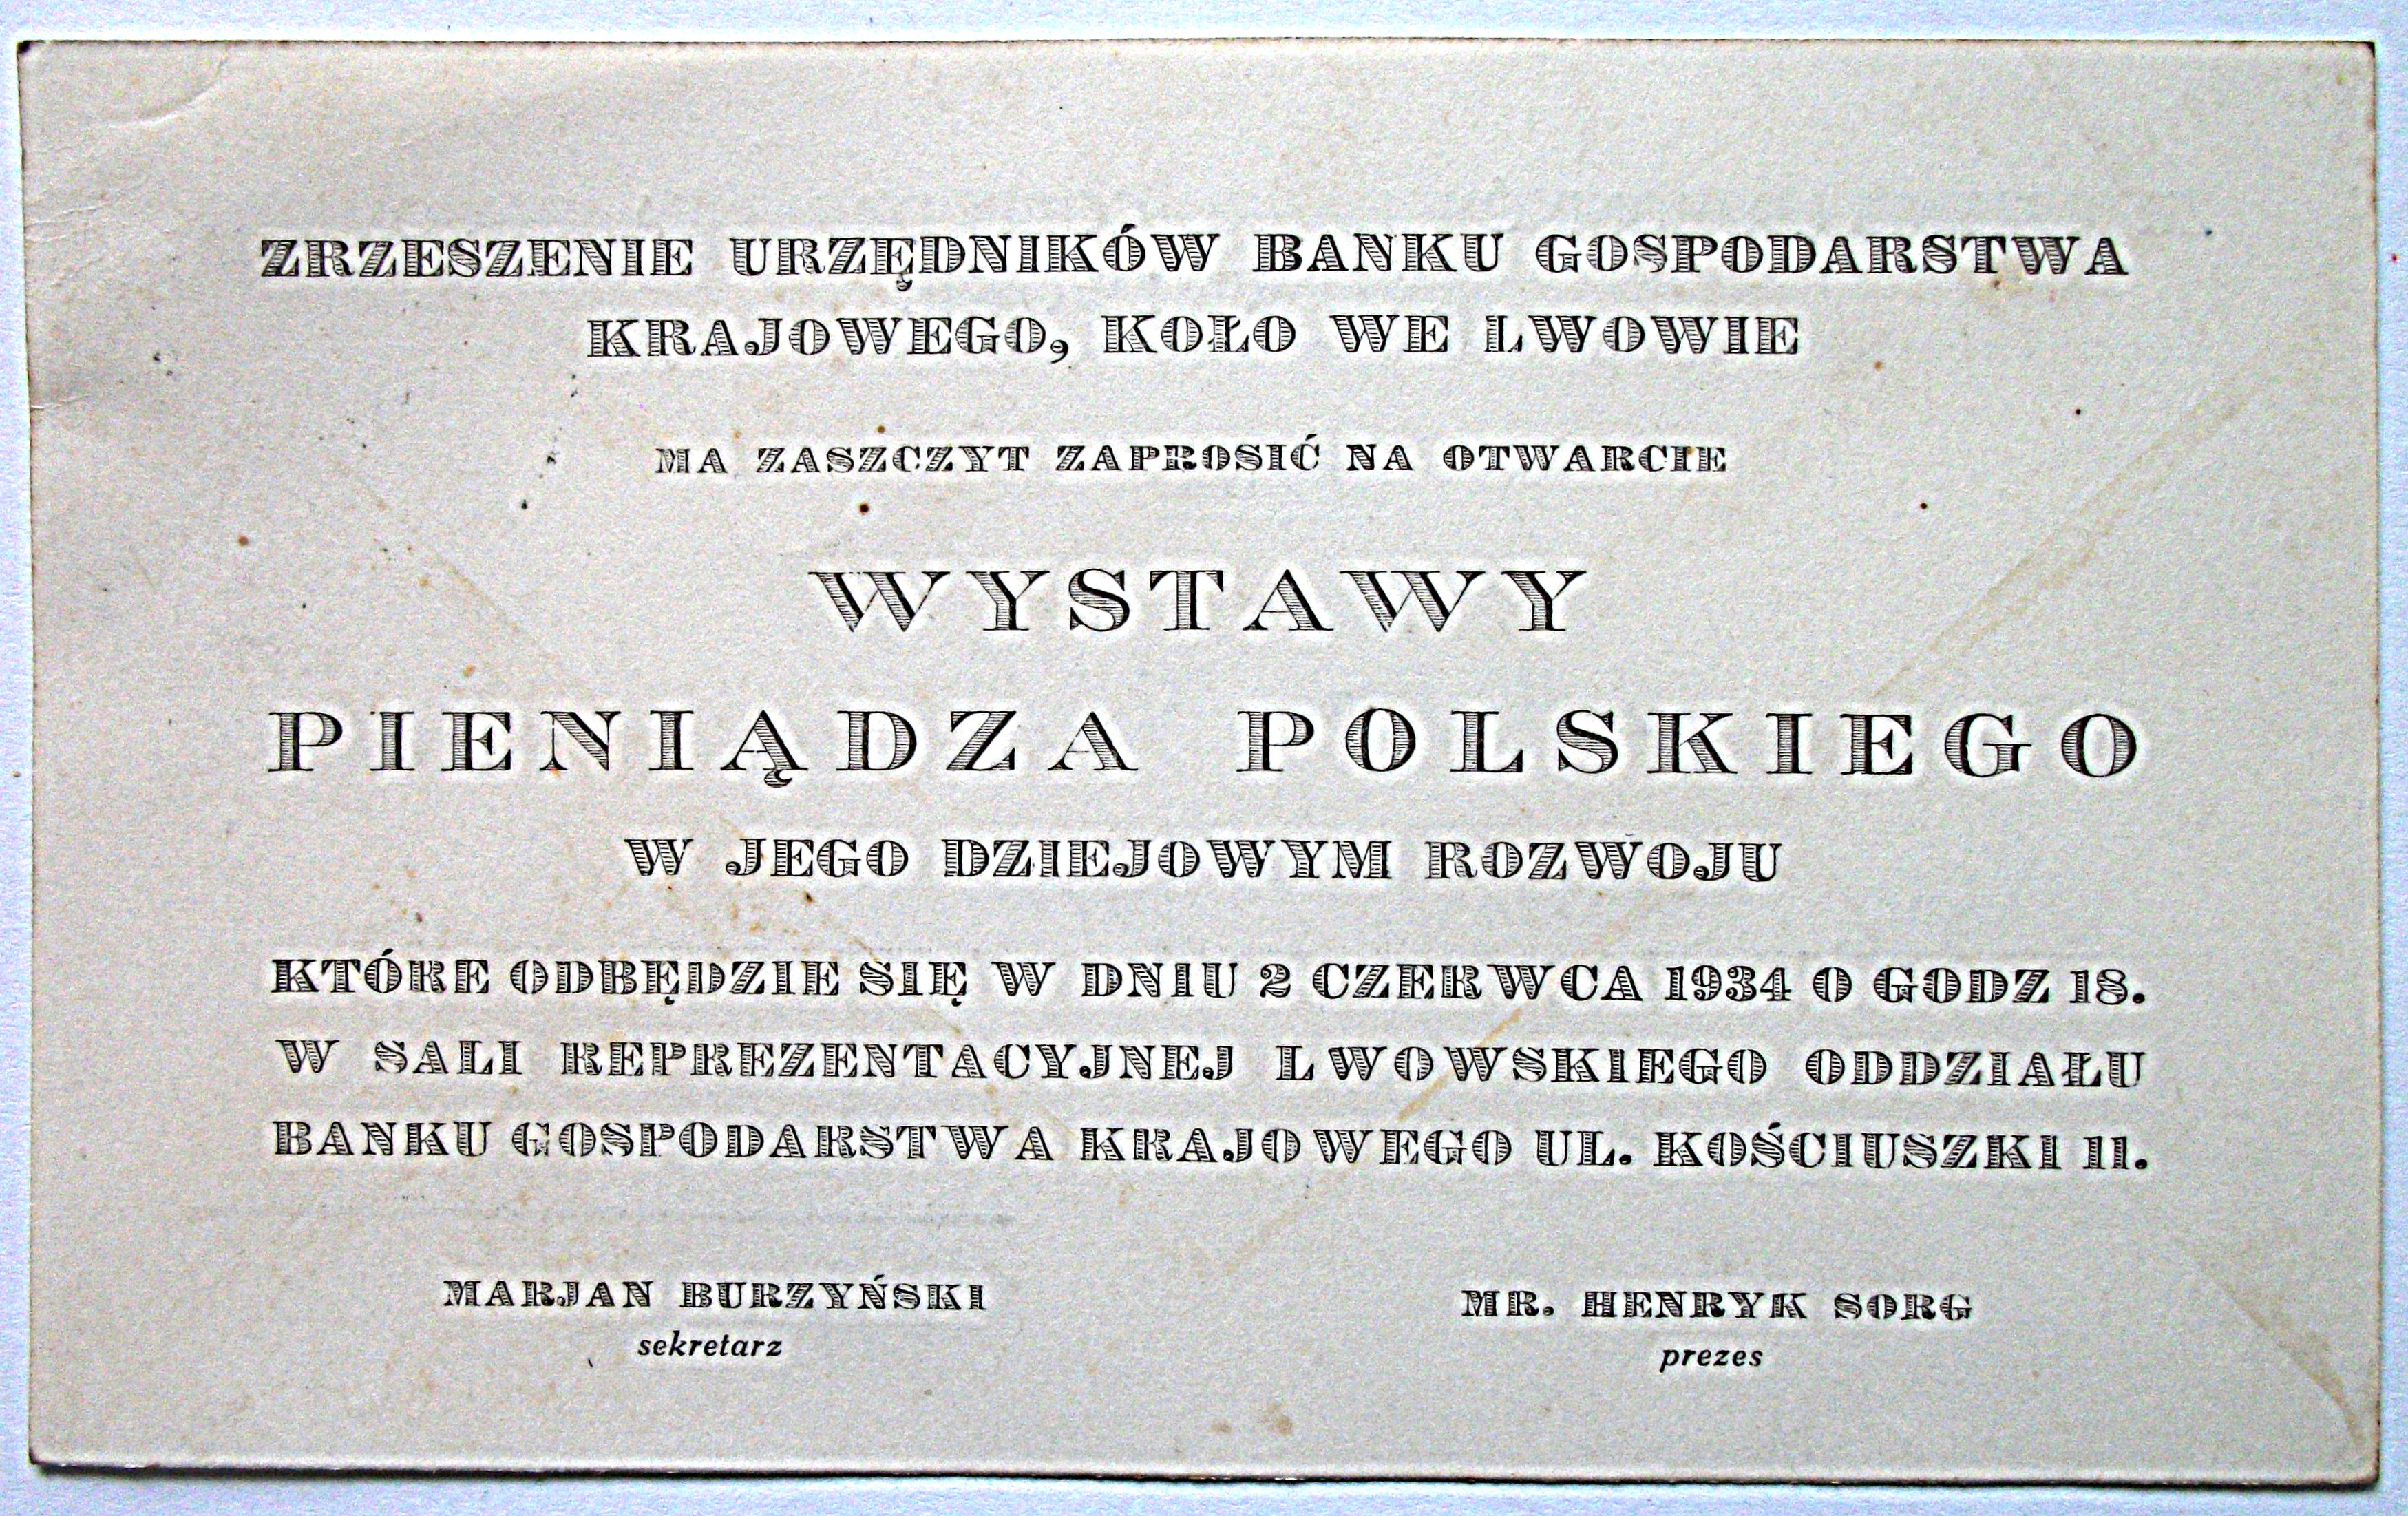 ZRZESZENIE URZĘDNIKÓW BANKU GOSPODARSTWA
KRAJOWEGO, KOŁO WE LWOWIE
MA ZASZCZYT ZAPROSIĆ NA OTWARCIE
WYSTAWY
PIENIĄDZA POLSKIEGO
W JEGO DZIEJOWYM ROZWOJU
KTÓRE ODBĘDZIE SIĘ W DNIU 2 CZERWCA 1934 O GODZ 18.
W SALI REPREZENTACYJNEJ LWOWSKIEGO ODDZIAŁU
BANKU GOSPODARSTWA KRAJOWEGO UL. KOŚCIUSZKI 11.
MARJAN BURZYŃSKI
sekretarz
MR. HENRYK SORG
prezes